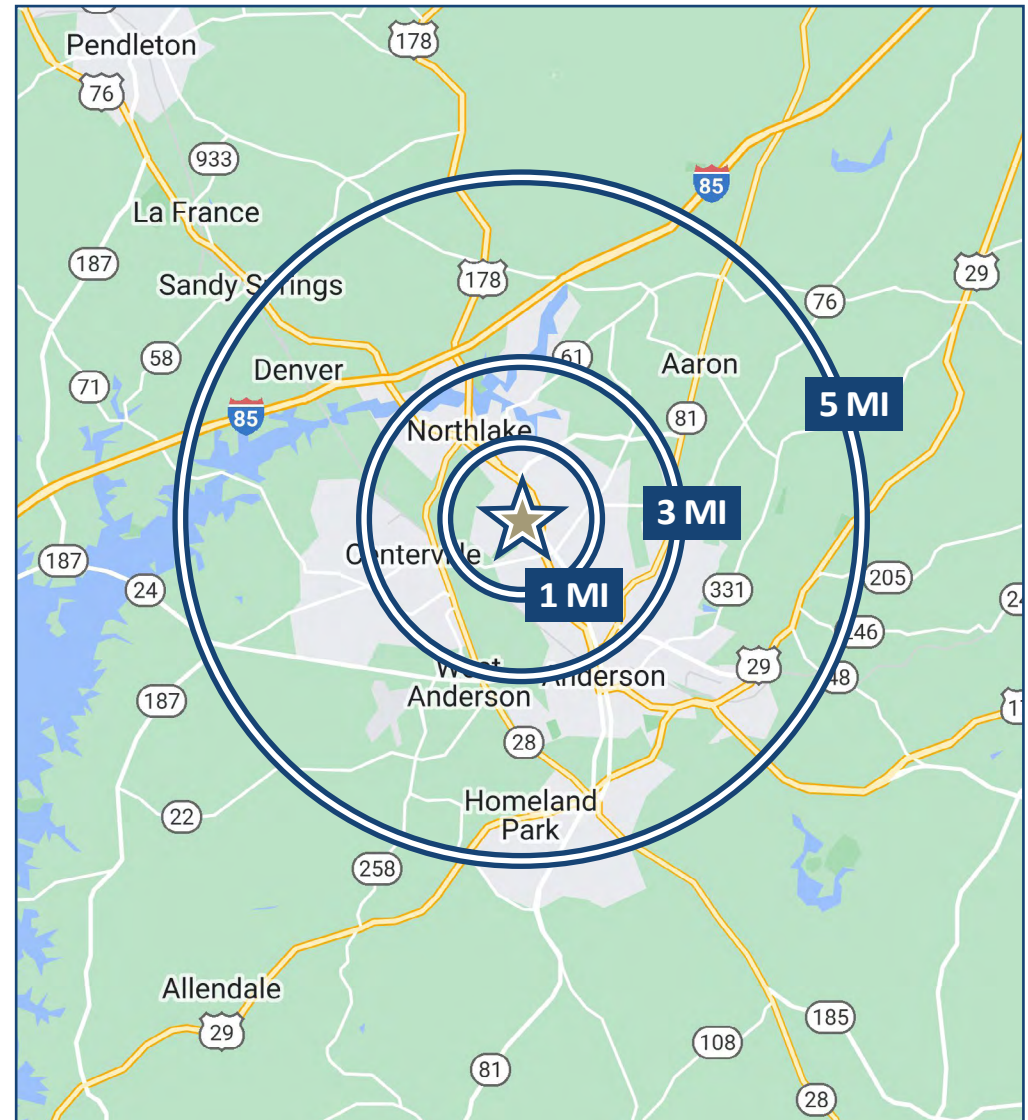 Pendleton
178
76
933
La France
85
187
178
29
Sandy Springs
76
58
61
Denver
Aaron
71
5 MI
85
81
Northlake
3 MI
187
Centerville
205
24
1 MI
331
246
West
Anderson
Anderson
29
48
187
28
Homeland
Park
22
258
Allendale
29
185
108
81
28